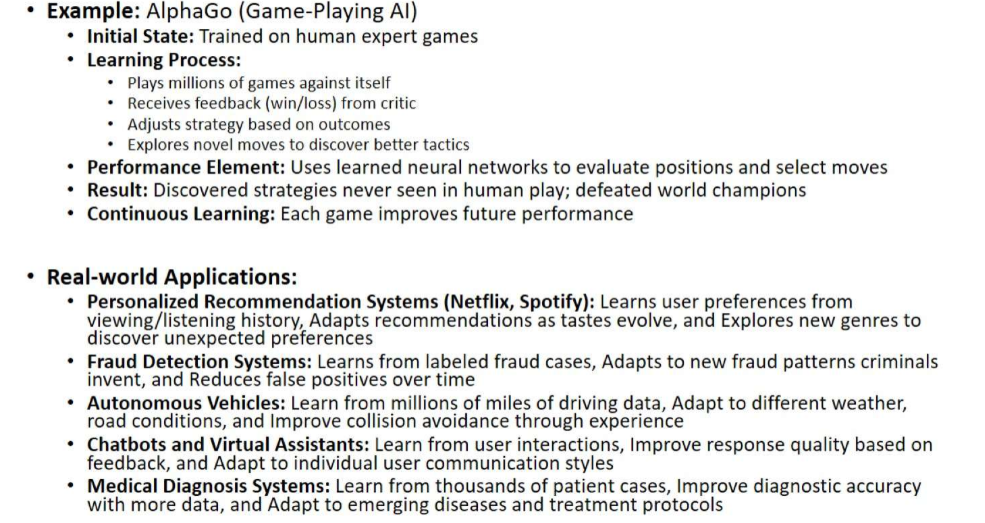 • Example: AlphaGo (Game-Playing AI)
• Initial State: Trained on human expert games
• Learning Process:
• Plays millions of games against itself
• Receives feedback (win/loss) from critic
• Adjusts strategy based on outcomes
• Explores novel moves to discover better tactics
• Performance Element: Uses learned neural networks to evaluate positions and select moves
• Result: Discovered strategies never seen in human play; defeated world champions
• Continuous Learning: Each game improves future performance
• Real-world Applications:
• Personalized Recommendation Systems (Netflix, Spotify): Learns user preferences from
viewing/listening history, Adapts recommendations as tastes evolve, and Explores new genres to
discover unexpected preferences
• Fraud Detection Systems: Learns from labeled fraud cases, Adapts to new fraud patterns criminals
invent, and Reduces false positives over time
• Autonomous Vehicles: Learn from millions of miles of driving data, Adapt to different weather,
road conditions, and Improve collision avoidance through experience
• Chatbots and Virtual Assistants: Learn from user interactions, Improve response quality based on
feedback, and Adapt to individual user communication styles
• Medical Diagnosis Systems: Learn from thousands of patient cases, Improve diagnostic accuracy
with more data, and Adapt to emerging diseases and treatment protocols